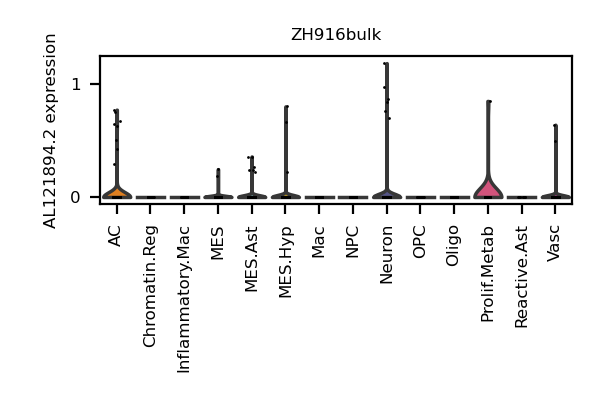 ZH916bulk
AL121894.2 expression
1
0
AC
Chromatin.Reg
Inflammatory.Mac
MES
MES.Ast
MES.Hyp
Mac
NPC
Neuron
OPC
Oligo
Prolif.Metab
Reactive.Ast
Vasc